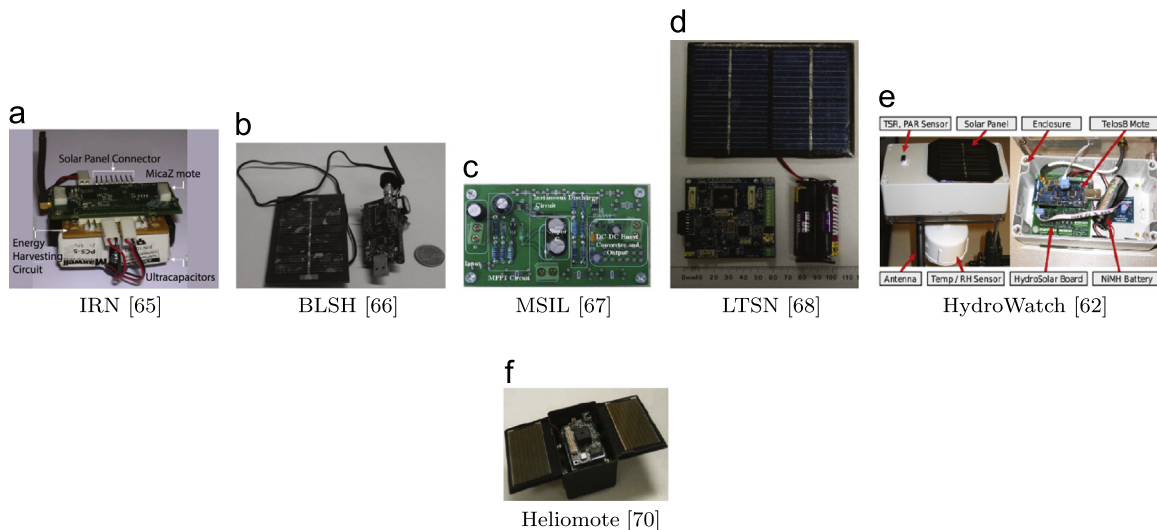 a
Solar Panel Connector
MicaZ mote
Energy
Harvesting
Circuit
Ultracapacitors
IRN [65]
b
BLSH [66]
c
Circuit
DC-DC Boost
Converter and
Output
Input
MPPT Circuit
MSIL [67]
d
LTSN [68]
e
TSR, PAR Sensor
Solar Panel
Enclosure
TelosB Mote
Antenna
Temp / RH Sensor
HydroSolar Board
NiMH Battery
HydroWatch [62]
f
Heliomote [70]